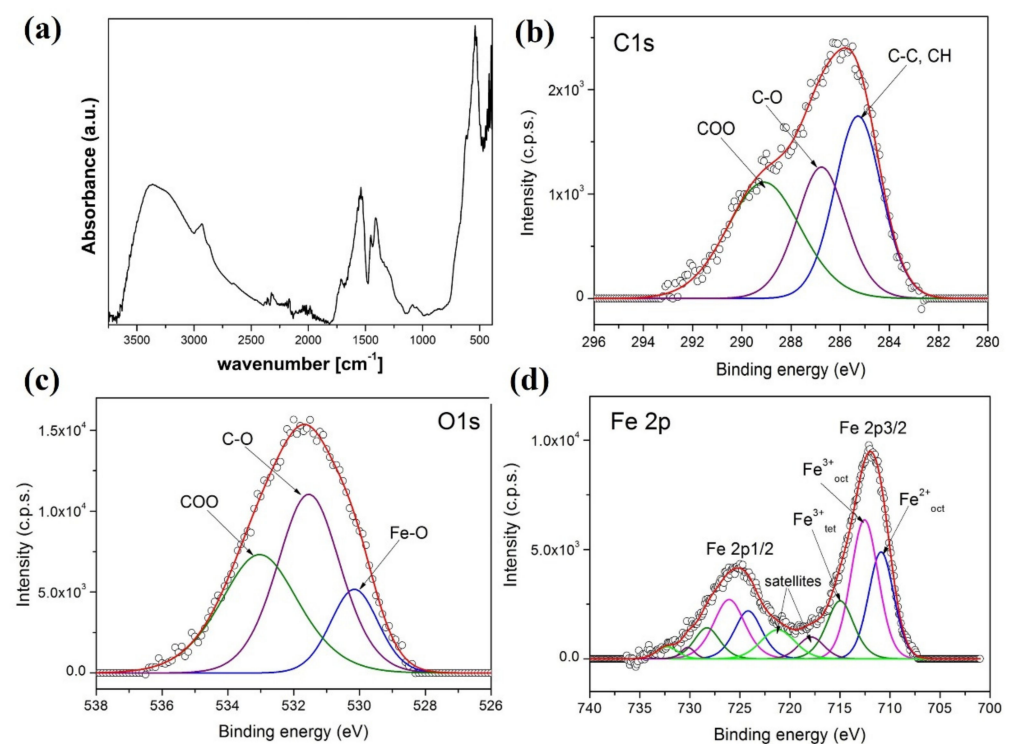 (a)
Absorbance (a.u.)
3500 3000 2500 2000 1500 1000 500
wavenumber [cm⁻¹]
(b)
C1s
C-C, CH
C-O
COO
2x10³
1x10³
0
Intensity (c.p.s.)
296 294 292 290 288 286 284 282 280
Binding energy (eV)
(c)
O1s
C-O
COO
Fe-O
1.5x10⁴
1.0x10⁴
5.0x10³
0.0
Intensity (c.p.s.)
538 536 534 532 530 528 526
Binding energy (eV)
(d)
Fe 2p
Fe 2p3/2
Fe³⁺oct
Fe²⁺oct
Fe³⁺tet
Fe 2p1/2
satellites
1.0x10⁴
5.0x10³
0.0
Intensity (c.p.s.)
740 735 730 725 720 715 710 705 700
Binding energy (eV)